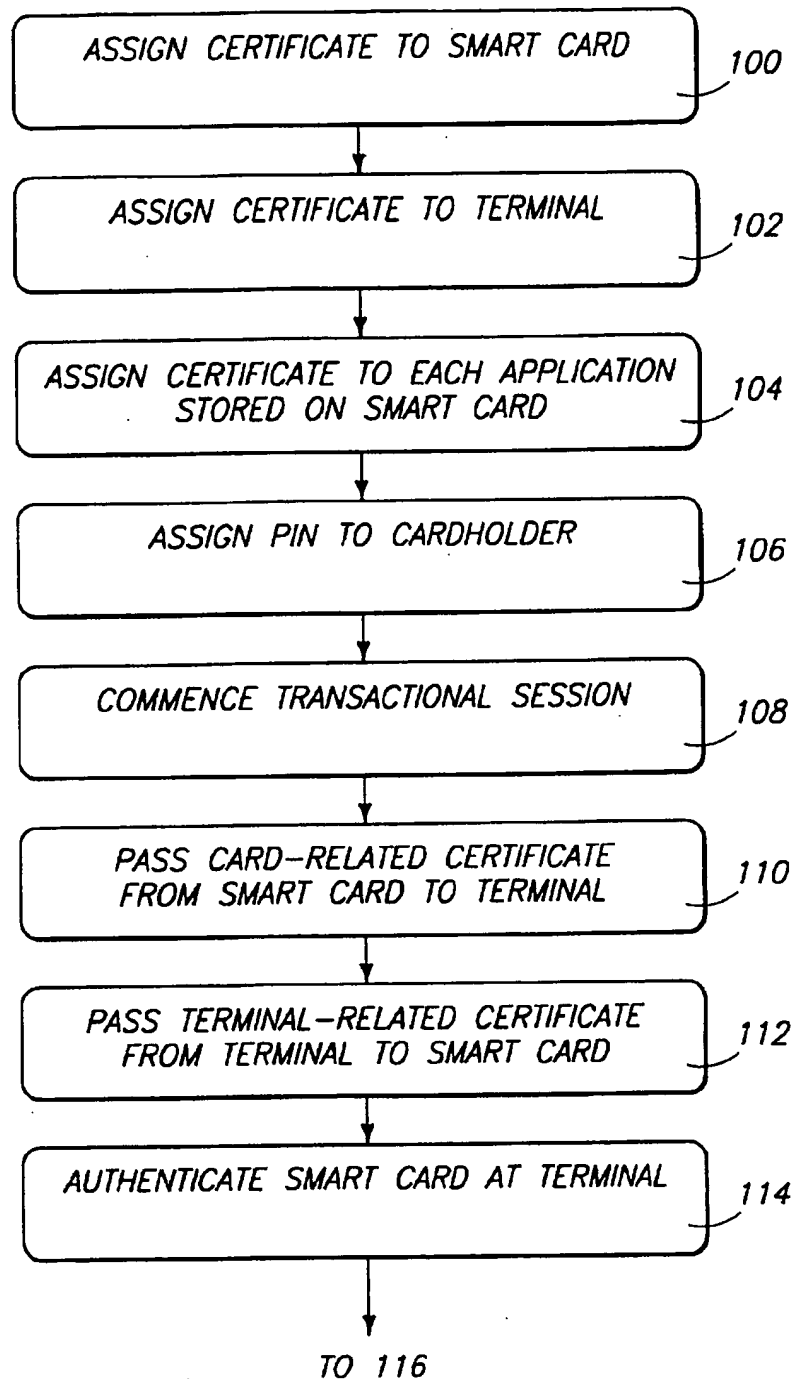 ASSIGN CERTIFICATE TO SMART CARD
100
ASSIGN CERTIFICATE TO TERMINAL
102
ASSIGN CERTIFICATE TO EACH APPLICATION
STORED ON SMART CARD
104
ASSIGN PIN TO CARDHOLDER
106
COMMENCE TRANSACTIONAL SESSION
108
PASS CARD-RELATED CERTIFICATE
FROM SMART CARD TO TERMINAL
110
PASS TERMINAL-RELATED CERTIFICATE
FROM TERMINAL TO SMART CARD
112
AUTHENTICATE SMART CARD AT TERMINAL
114
TO 116